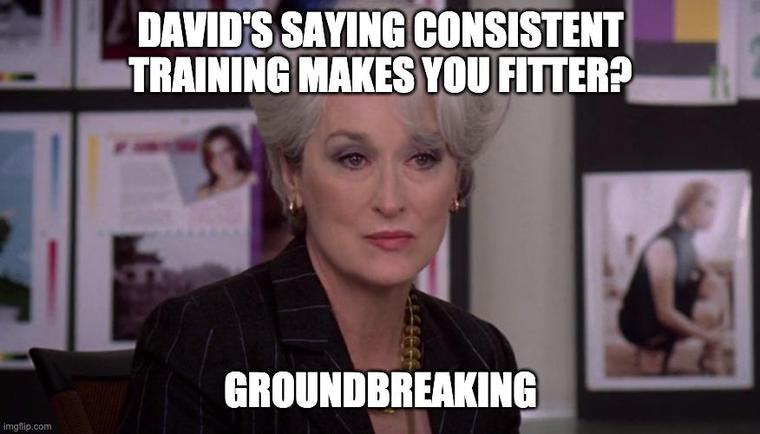 DAVID'S SAYING CONSISTENT
TRAINING MAKES YOU FITTER?
GROUNDBREAKING
imgflip.com